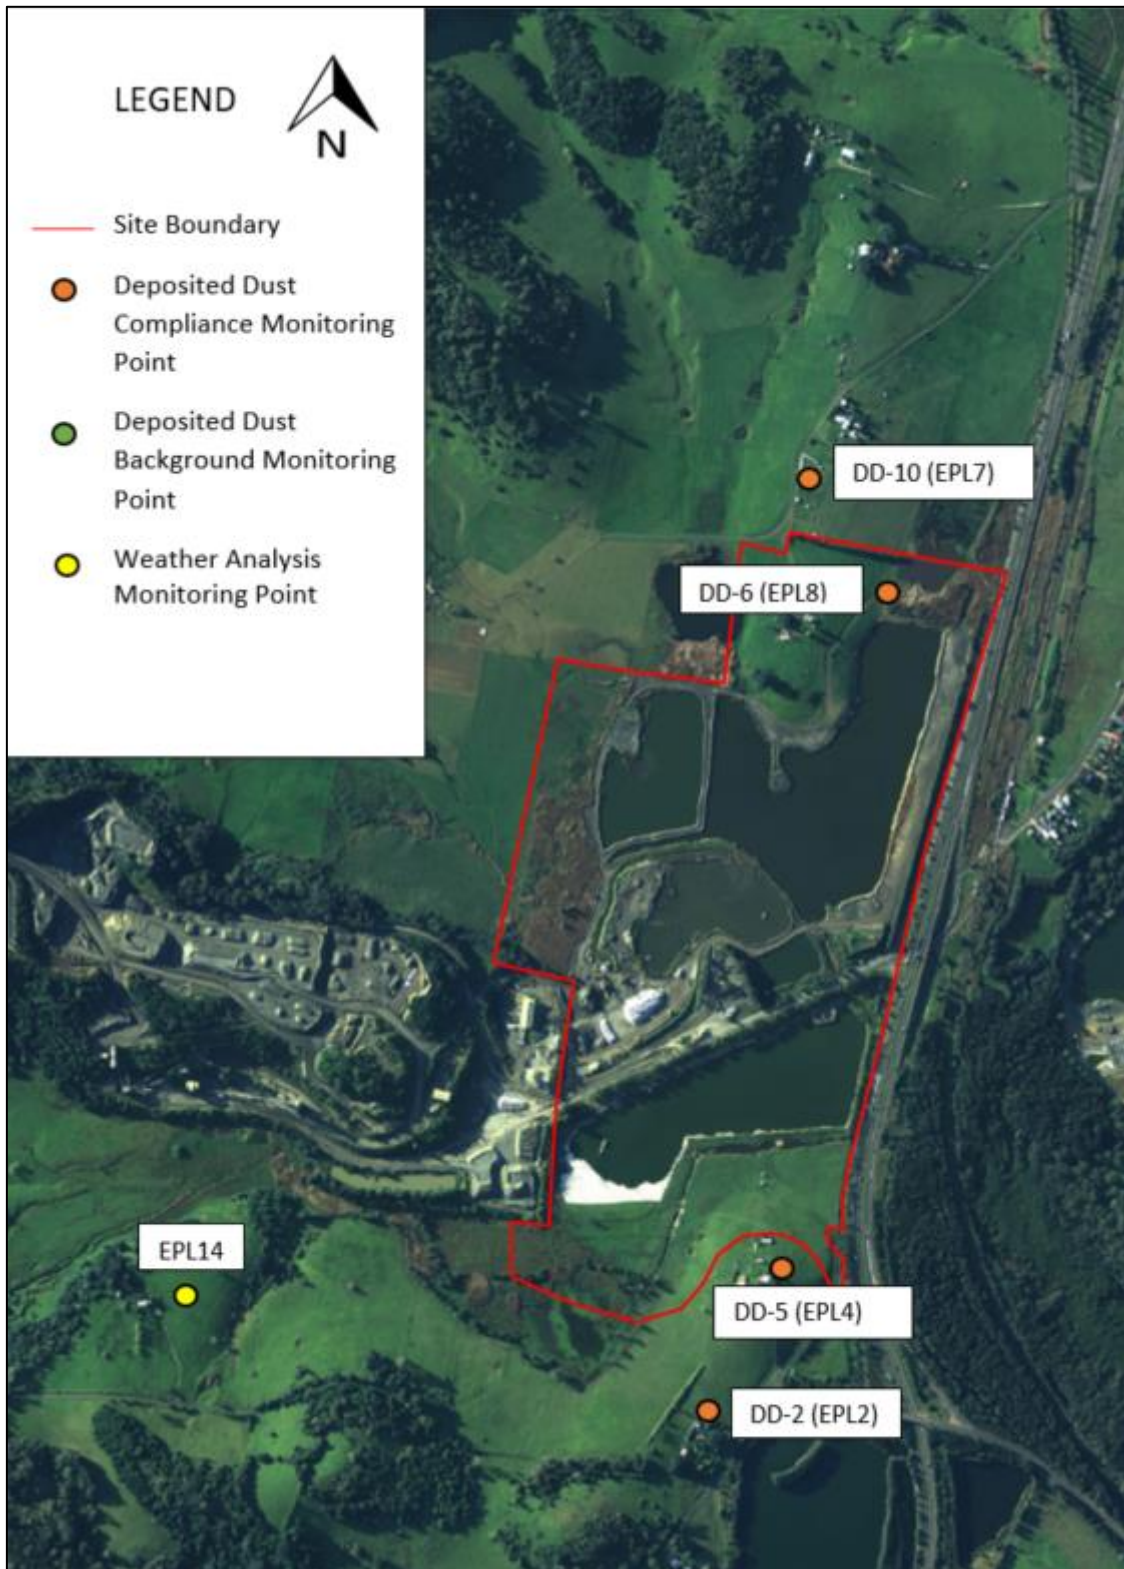 LEGEND
N
Site Boundary
Deposited Dust
Compliance Monitoring
Point
Deposited Dust
Background Monitoring
Point
Weather Analysis
Monitoring Point
DD-10 (EPL7)
DD-6 (EPL8)
EPL14
DD-5 (EPL4)
DD-2 (EPL2)